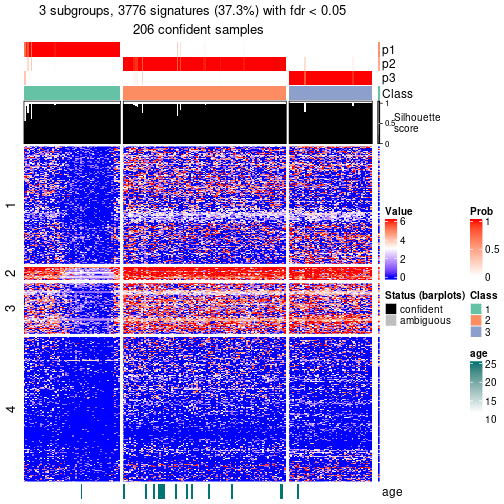 3 subgroups, 3776 signatures (37.3%) with fdr < 0.05
206 confident samples
p1
p2
p3
Class
1
0.5
0
Silhouette
score
1
2
3
4
age
Value
6
4
2
0
Prob
1
0.5
0
Status (barplots)
confident
ambiguous
Class
1
2
3
age
25
20
15
10